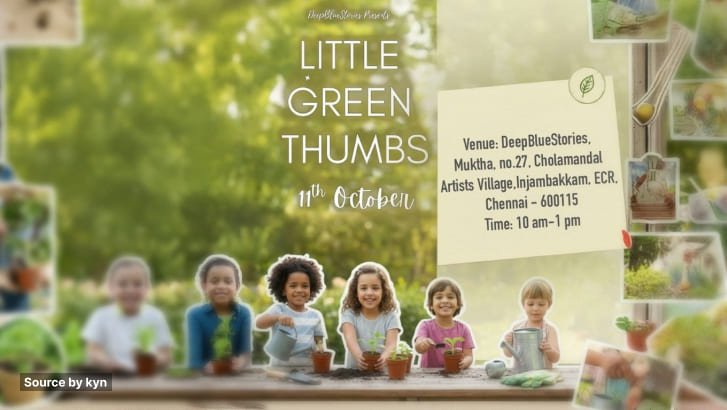 DeepBlueStories Presents
LITTLE
GREEN
THUMBS
11th October
Venue: DeepBlueStories,
Muktha, no.27, Cholamandal
Artists Village,Injambakkam, ECR,
Chennai - 600115
Time: 10 am-1 pm
Source by kyn